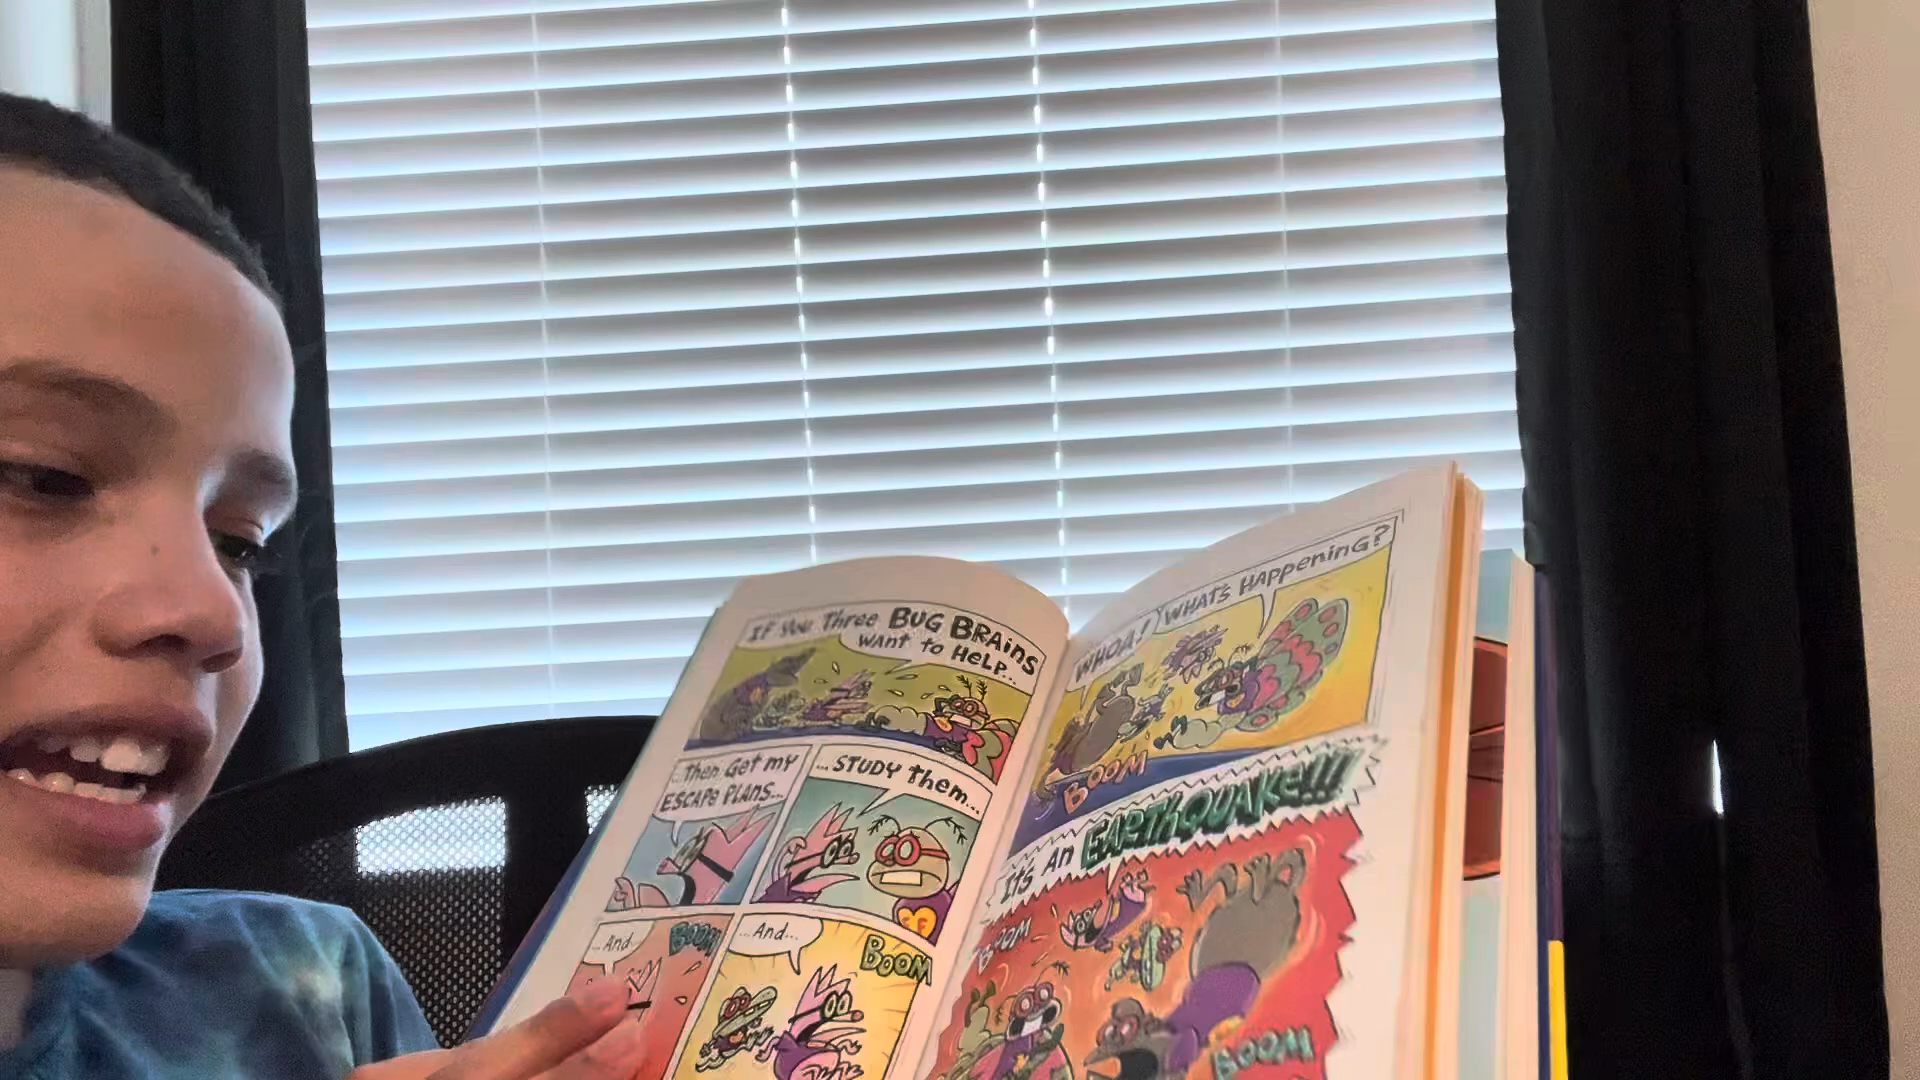 If You Three BUG BRAins
want to HELP...
...Then Get my
ESCAPE PLAns...
... STUDY Them...
...And
BOOM
...And...
BOOM
WHOA!
WHAT'S HAppeninG?
BOOM
It's An EARTHQUAKE!!!
BOOM
BOOM